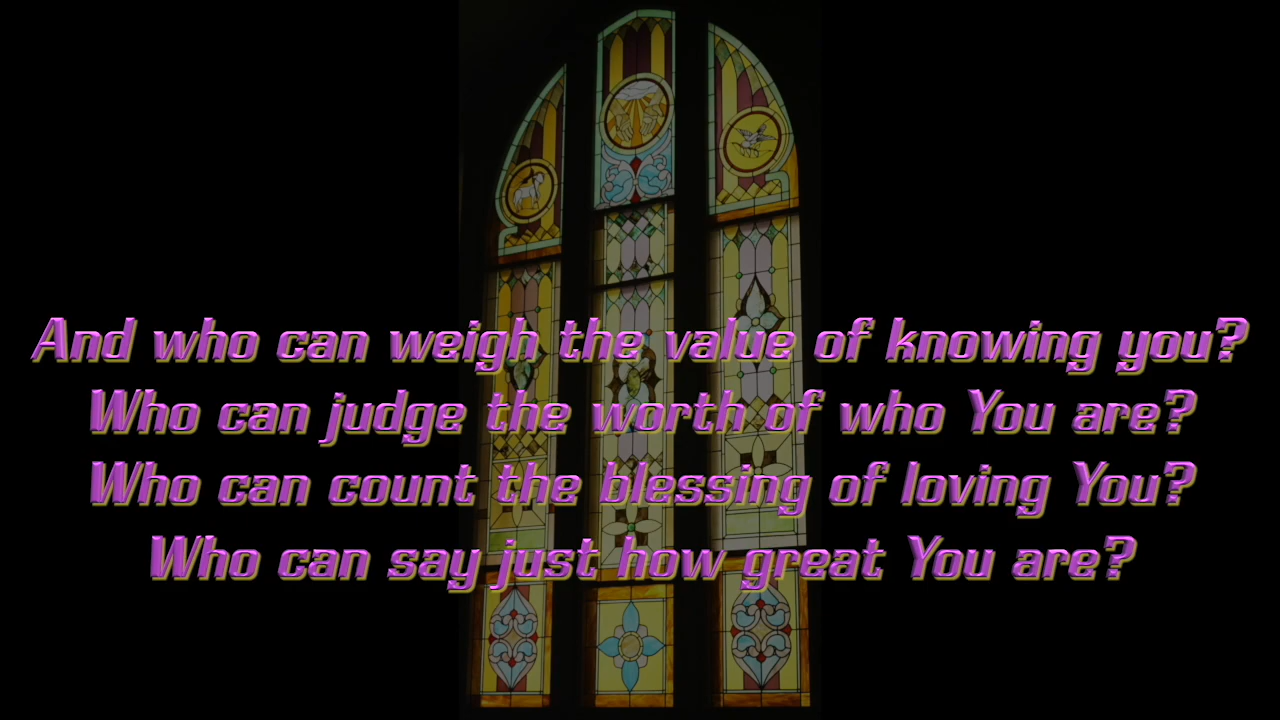 And who can weigh the value of knowing you?
Who can judge the worth of who You are?
Who can count the blessing of loving You?
Who can say just how great You are?